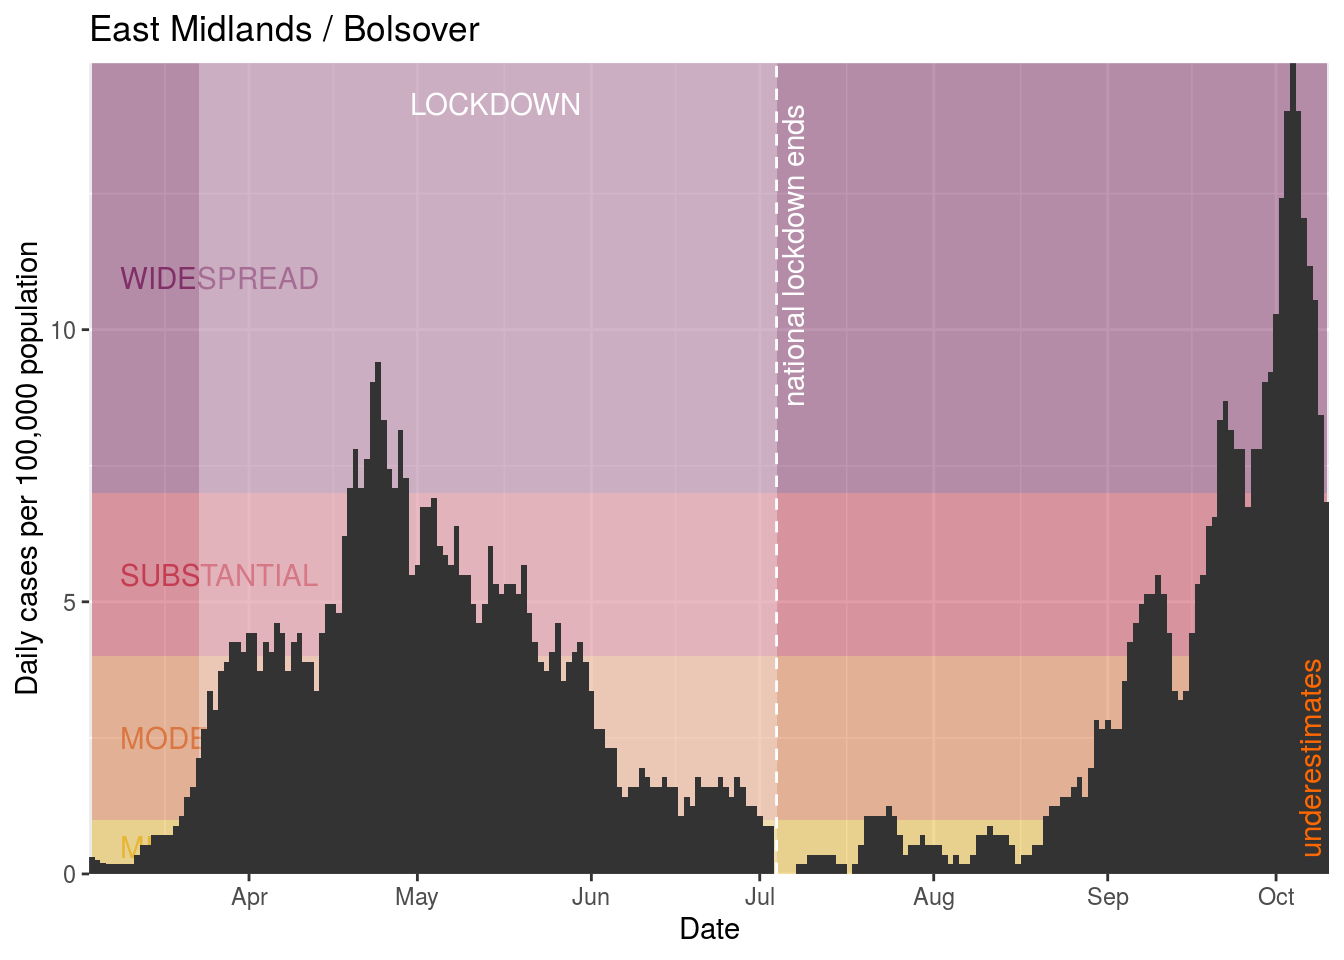 East Midlands / Bolsover
LOCKDOWN
national lockdown ends
WIDESPREAD
SUBSTANTIAL
underestimates
Daily cases per 100,000 population
10
5
0
Apr
May
Jun
Jul
Aug
Sep
Oct
Date